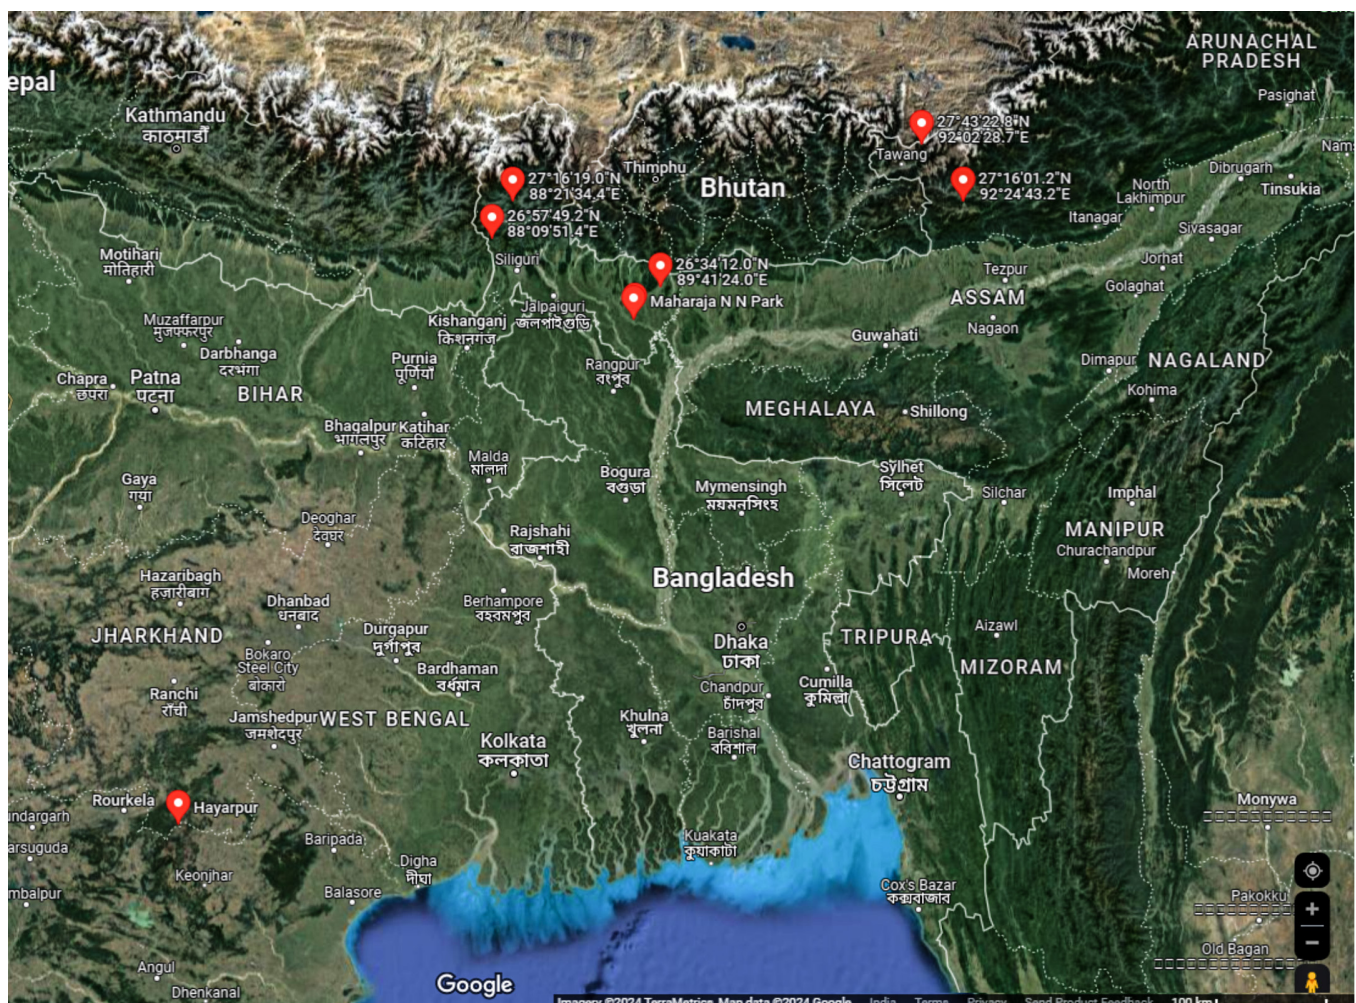 ARUNACHAL
PRADESH
epal
Pasighat
Kathmandu
काठमाडौँ
27°43'22.8"N
92°02'28.7"E
Tawang
Nam
Thimphu
Dibrugarh
27°16'19.0"N
88°21'34.4"E
Bhutan
27°16'01.2"N
92°24'43.2"E
North
Lakhimpur
Tinsukia
26°57'49.2"N
88°09'51.4"E
Itanagar
Sivasagar
Motihari
मोतिहारी
Siliguri
26°34'12.0"N
89°41'24.0"E
Tezpur
Jorhat
Golaghat
Maharaja N N Park
ASSAM
Jalpaiguri
জলপাইগুড়ি
Muzaffarpur
मुजफ्फरपुर
Kishanganj
किशनगंज
Nagaon
Guwahati
Darbhanga
दरभंगा
Purnia
पूर्णियाँ
Rangpur
রংপুর
Dimapur
NAGALAND
Chapra
छपरा
Patna
पटना
BIHAR
Kohima
MEGHALAYA
Shillong
Bhagalpur
भागलपुर
Katihar
कटिहार
Malda
মালদা
Bogura
বগুড়া
Sylhet
সিলেট
Gaya
गया
Mymensingh
ময়মনসিংহ
Silchar
Imphal
Deoghar
देवघर
Rajshahi
রাজশাহী
MANIPUR
Churachandpur
Moreh
Hazaribagh
हजारीबाग
Bangladesh
Dhanbad
धनबाद
Berhampore
বহরমপুর
JHARKHAND
Durgapur
দুর্গাপুর
Dhaka
ঢাকা
TRIPURA
Aizawl
Bokaro
Steel City
बोकारो
Bardhaman
বর্ধমান
MIZORAM
Ranchi
राँची
Chandpur
চাঁদপুর
Cumilla
কুমিল্লা
Jamshedpur
जमशेदपुर
WEST BENGAL
Khulna
খুলনা
Barishal
বরিশাল
Kolkata
কলকাতা
Chattogram
চট্টগ্রাম
Rourkela
Hayarpur
Monywa
undargarh
Baripada
Kuakata
কুয়াকাটা
arsuguda
Digha
দীঘা
Keonjhar
mbalpur
Balasore
Cox's Bazar
কক্সবাজার
Pakokku
Old Bagan
Angul
Dhenkanal
Google
Imagery ©2024 TerraMetrics, Map data ©2024 Google India Terms Privacy Send Product Feedback 100 km